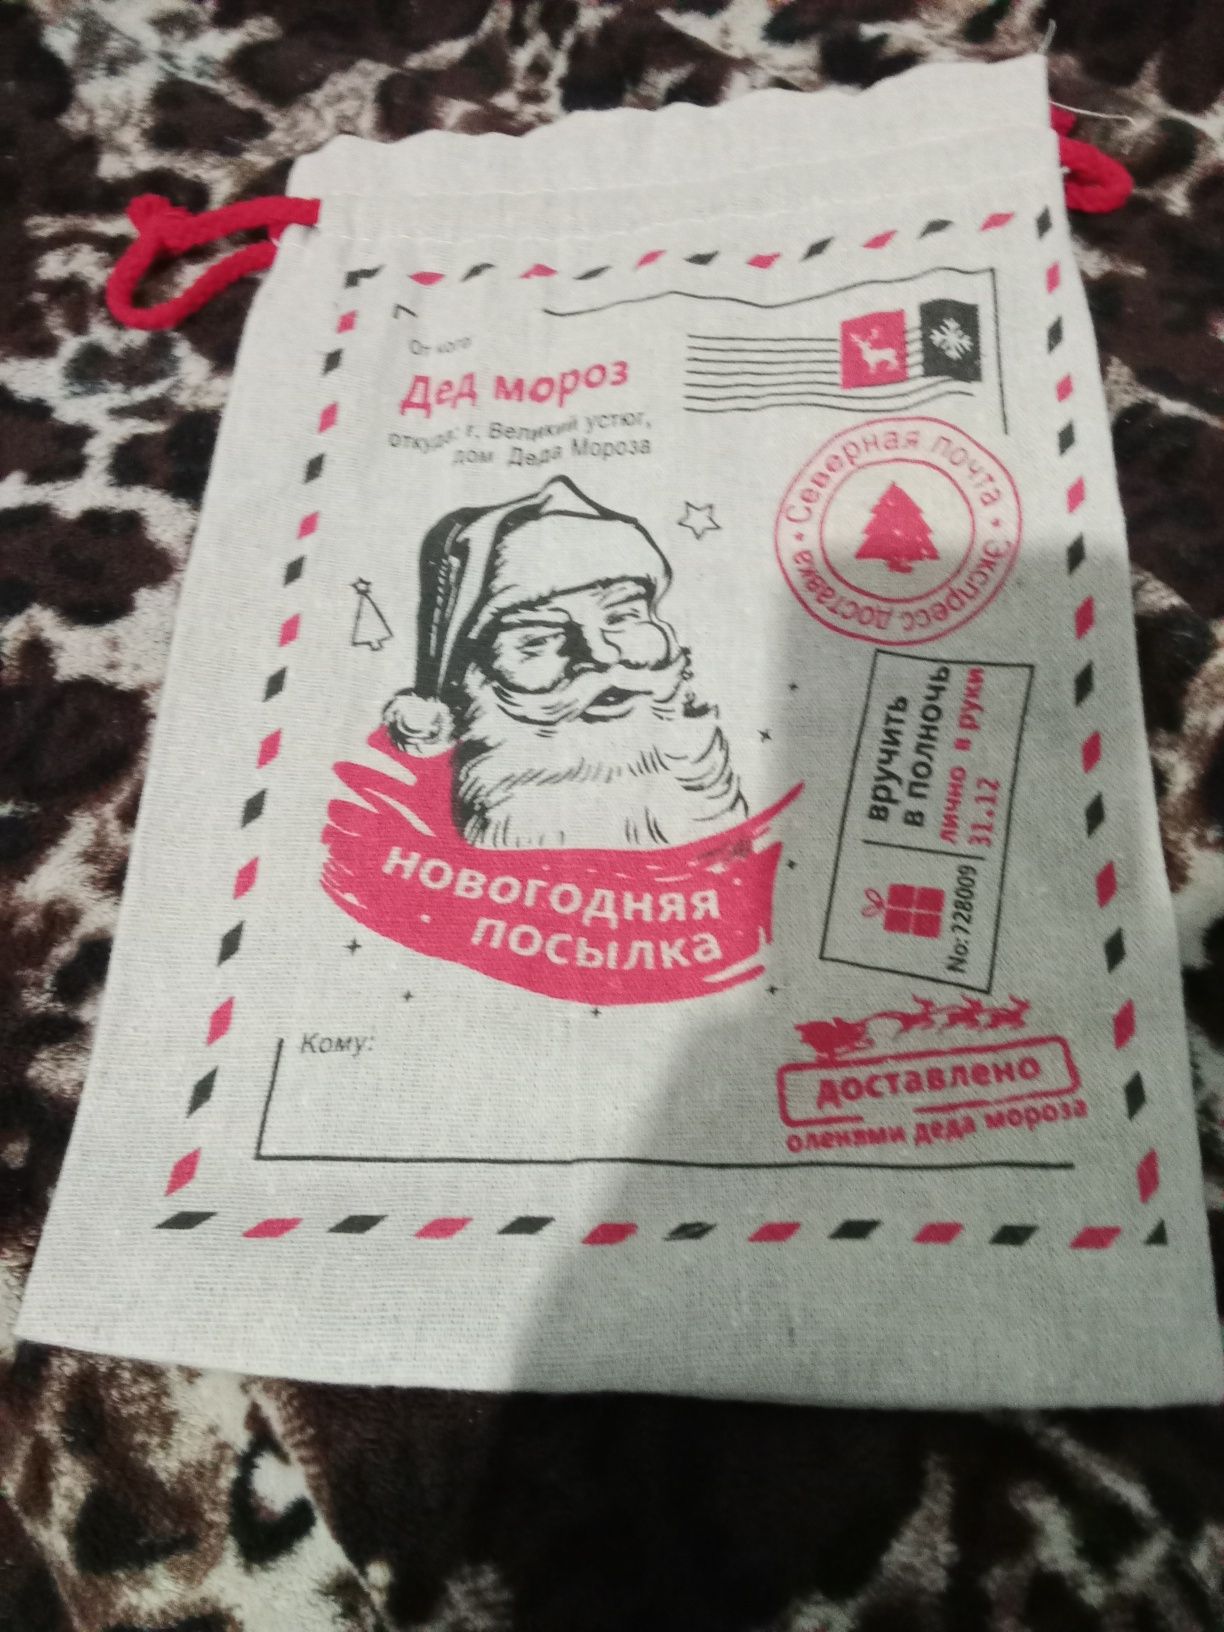 От кого
Дед мороз
откуда: г. Великий устюг,
дом Деда Мороза
Северная почта • Экспресс доставка •
вручить
в полночь
лично в руки
31.12
No:728009
новогодняя
посылка
Кому:
доставлено
оленями деда мороза